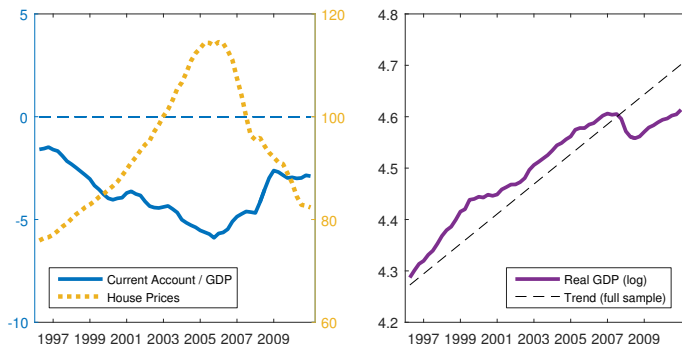 5
0
-5
-10
120
100
80
60
1997 1999 2001 2003 2005 2007 2009
Current Account / GDP
House Prices
4.8
4.7
4.6
4.5
4.4
4.3
4.2
1997 1999 2001 2003 2005 2007 2009
Real GDP (log)
Trend (full sample)